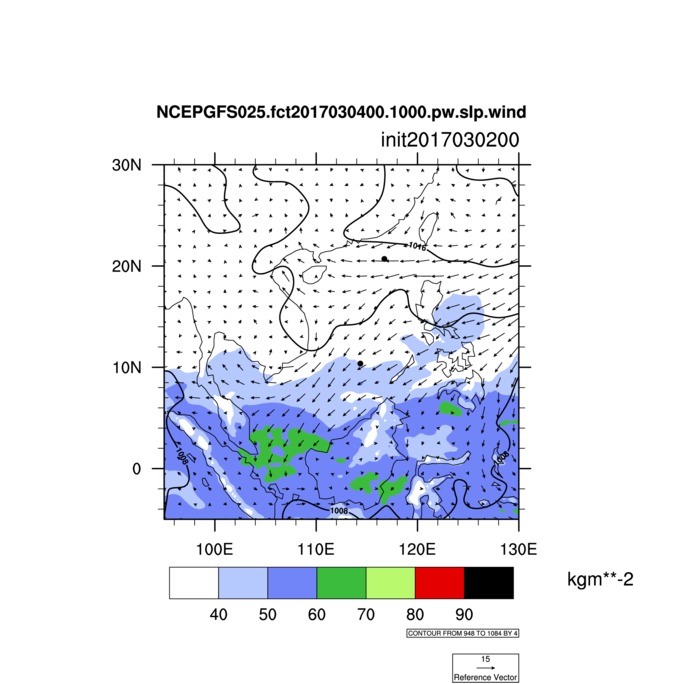 NCEPGFS025.fct2017030400.1000.pw.slp.wind
init2017030200
30N
1016
20N
10N
1008
1008
0
1008
100E 110E 120E 130E
kgm**-2
40 50 60 70 80 90
CONTOUR FROM 948 TO 1084 BY 4
15
Reference Vector